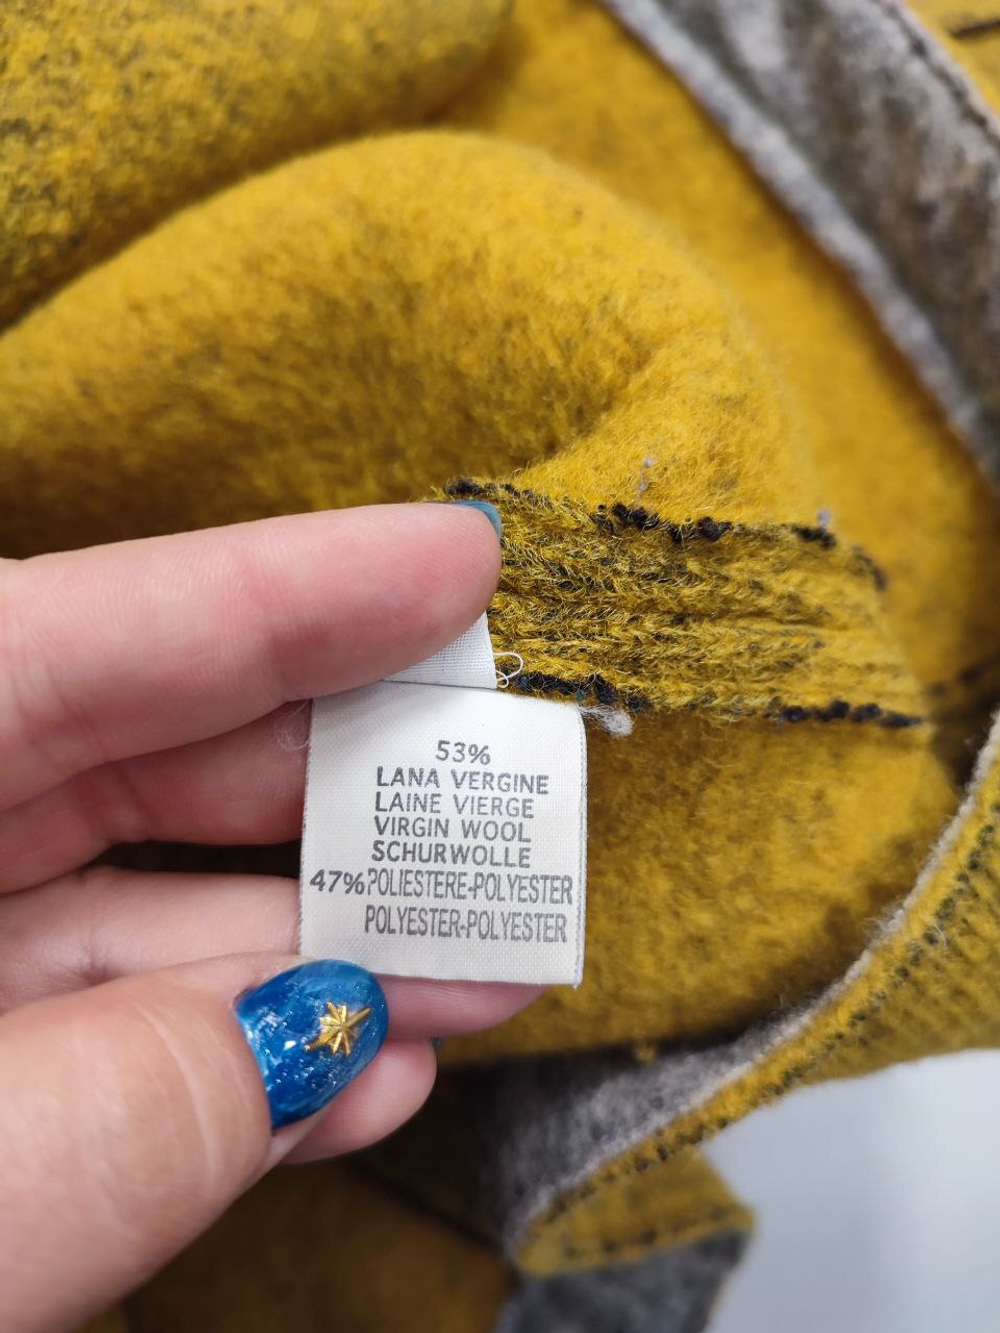 53%
LANA VERGINE
LAINE VIERGE
VIRGIN WOOL
SCHURWOLLE
47%POLIESTERE-POLYESTER
POLYESTER-POLYESTER